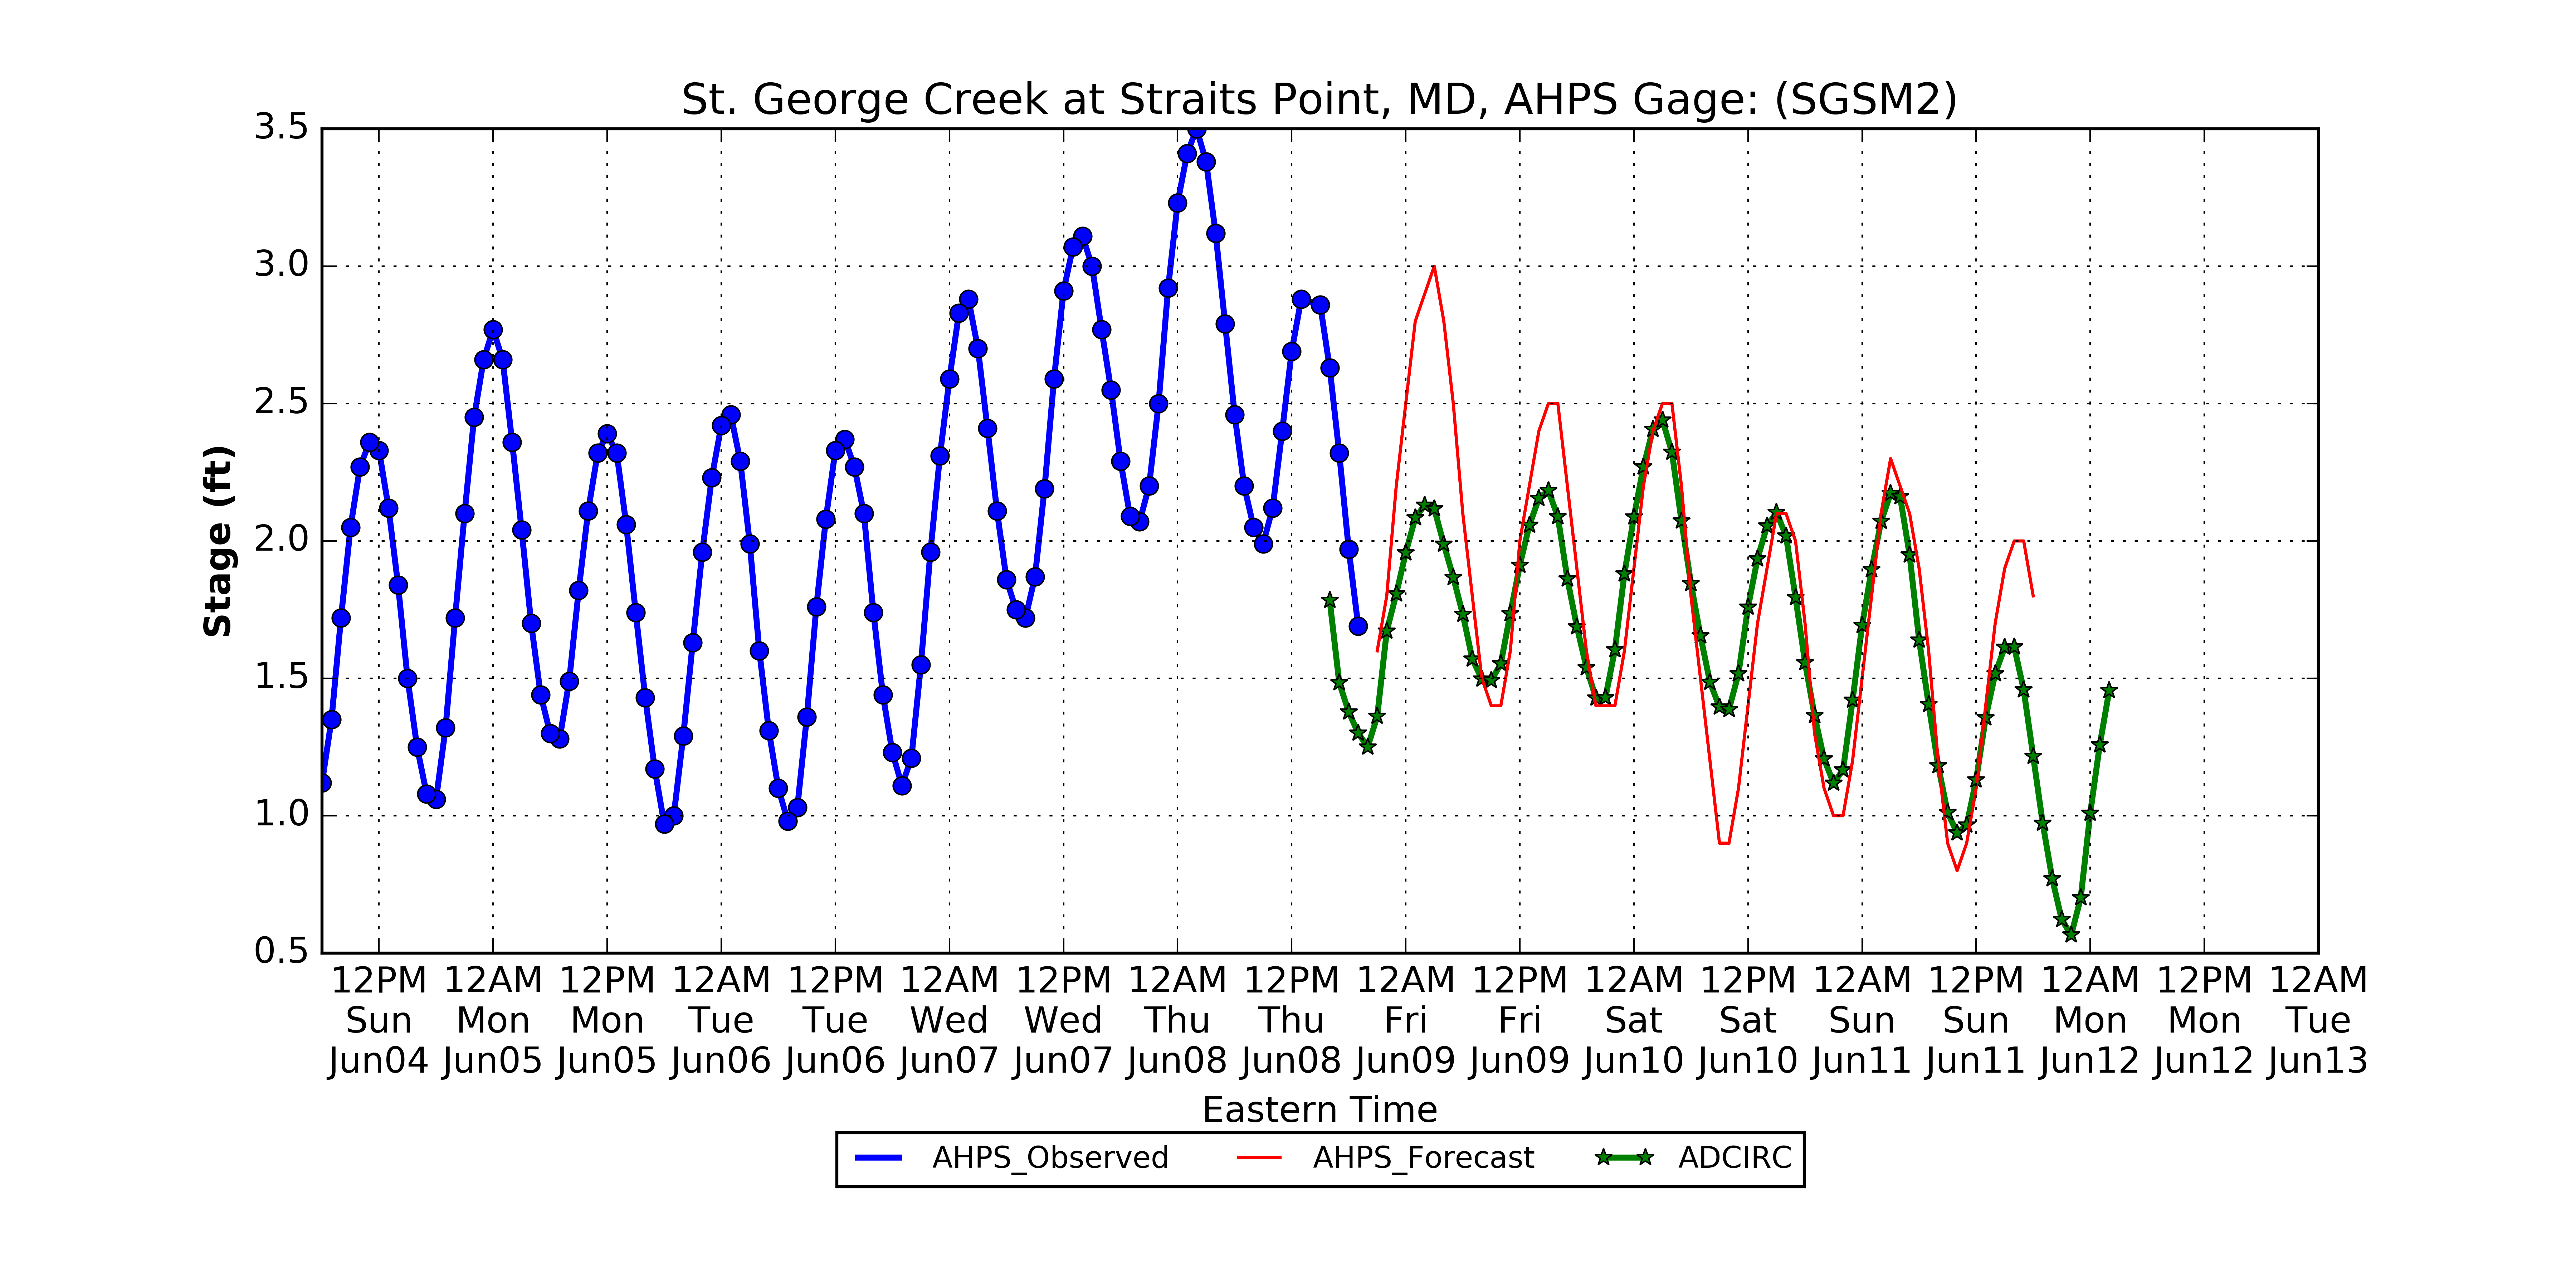 St. George Creek at Straits Point, MD, AHPS Gage: (SGSM2)
3.5
3.0
2.5
2.0
1.5
1.0
0.5
Stage (ft)
12PM 12AM 12PM 12AM 12PM 12AM 12PM 12AM 12PM 12AM 12PM 12AM 12PM 12AM 12PM 12AM 12PM 12AM
Sun Mon Mon Tue Tue Wed Wed Thu Thu Fri Fri Sat Sat Sun Sun Mon Mon Tue
Jun04 Jun05 Jun05 Jun06 Jun06 Jun07 Jun07 Jun08 Jun08 Jun09 Jun09 Jun10 Jun10 Jun11 Jun11 Jun12 Jun12 Jun13
Eastern Time
AHPS_Observed AHPS_Forecast ADCIRC